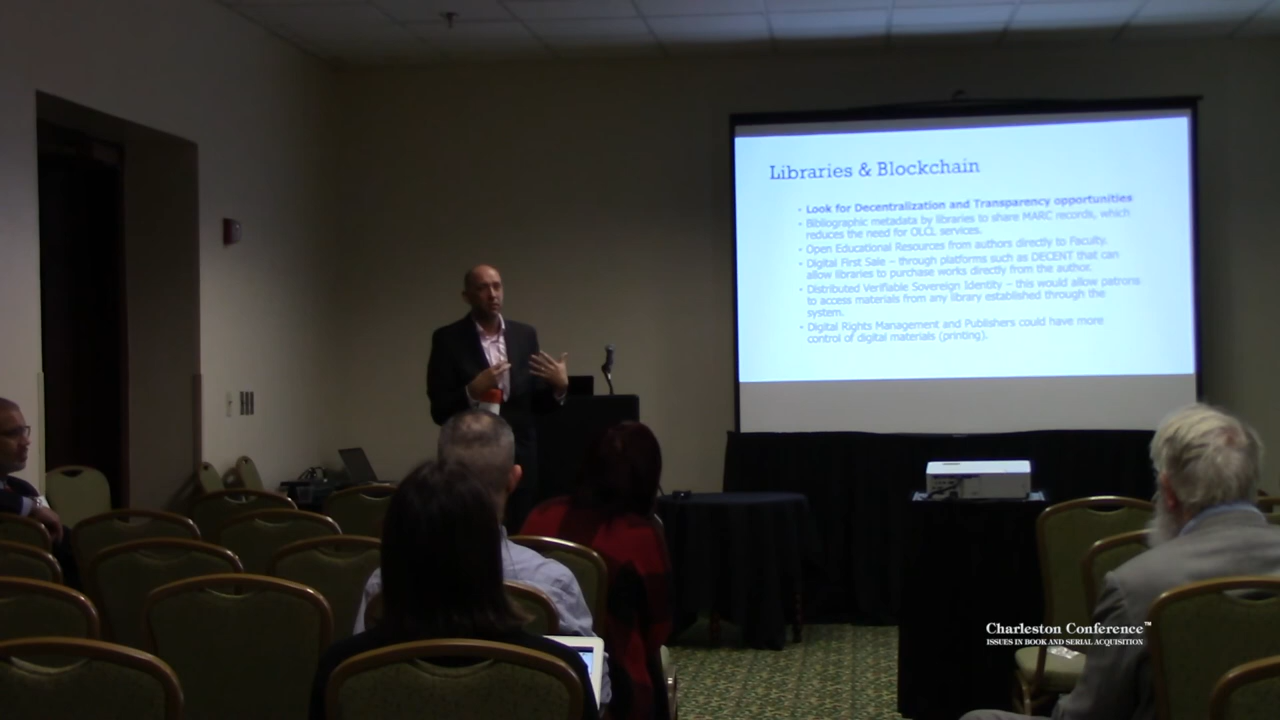 Libraries & Blockchain
• Look for Decentralization and Transparency opportunities
• Bibliographic metadata by libraries to share MARC records, which
reduces the need for OLCL services.
• Open Educational Resources from authors directly to Faculty.
• Digital First Sale – through platforms such as DECENT that can
allow libraries to purchase works directly from the author.
• Distributed Verifiable Sovereign Identity – this would allow patrons
to access materials from any library established through the
system.
• Digital Rights Management and Publishers could have more
control of digital materials (printing).
Charleston Conference™
ISSUES IN BOOK AND SERIAL ACQUISITION